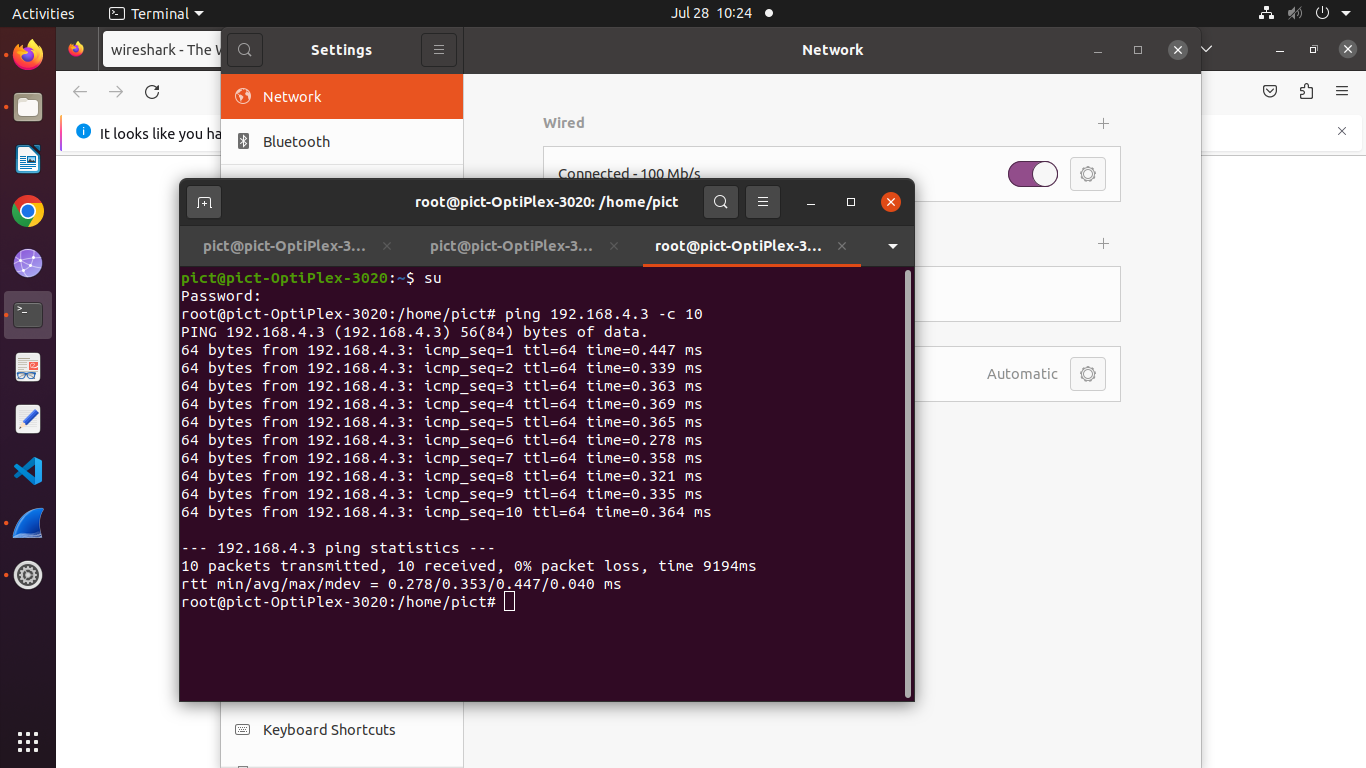 Activities
Terminal
Jul 28 10:24
wireshark - The W
Settings
Network
Network
It looks like you ha
Bluetooth
Wired
Connected - 100 Mb/s
root@pict-OptiPlex-3020: /home/pict
pict@pict-OptiPlex-3...
pict@pict-OptiPlex-3...
root@pict-OptiPlex-3...
pict@pict-OptiPlex-3020:~$ su
Password:
root@pict-OptiPlex-3020:/home/pict# ping 192.168.4.3 -c 10
PING 192.168.4.3 (192.168.4.3) 56(84) bytes of data.
64 bytes from 192.168.4.3: icmp_seq=1 ttl=64 time=0.447 ms
64 bytes from 192.168.4.3: icmp_seq=2 ttl=64 time=0.339 ms
64 bytes from 192.168.4.3: icmp_seq=3 ttl=64 time=0.363 ms
64 bytes from 192.168.4.3: icmp_seq=4 ttl=64 time=0.369 ms
64 bytes from 192.168.4.3: icmp_seq=5 ttl=64 time=0.365 ms
64 bytes from 192.168.4.3: icmp_seq=6 ttl=64 time=0.278 ms
64 bytes from 192.168.4.3: icmp_seq=7 ttl=64 time=0.358 ms
64 bytes from 192.168.4.3: icmp_seq=8 ttl=64 time=0.321 ms
64 bytes from 192.168.4.3: icmp_seq=9 ttl=64 time=0.335 ms
64 bytes from 192.168.4.3: icmp_seq=10 ttl=64 time=0.364 ms
--- 192.168.4.3 ping statistics ---
10 packets transmitted, 10 received, 0% packet loss, time 9194ms
rtt min/avg/max/mdev = 0.278/0.353/0.447/0.040 ms
root@pict-OptiPlex-3020:/home/pict#
Automatic
Keyboard Shortcuts